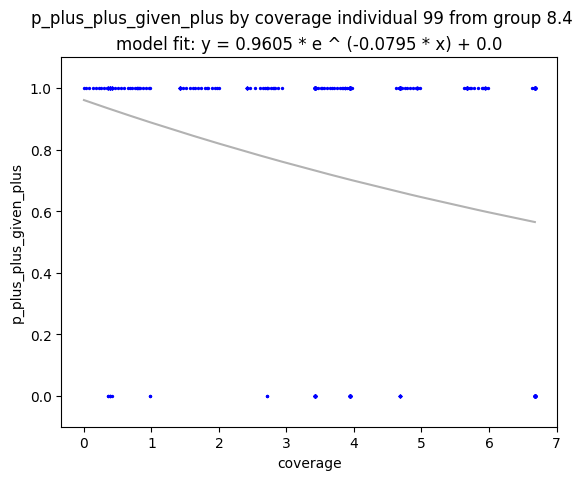 p_plus_plus_given_plus by coverage individual 99 from group 8.4
model fit: y = 0.9605 * e ^ (-0.0795 * x) + 0.0
p_plus_plus_given_plus
1.0
0.8
0.6
0.4
0.2
0.0
0 1 2 3 4 5 6 7
coverage